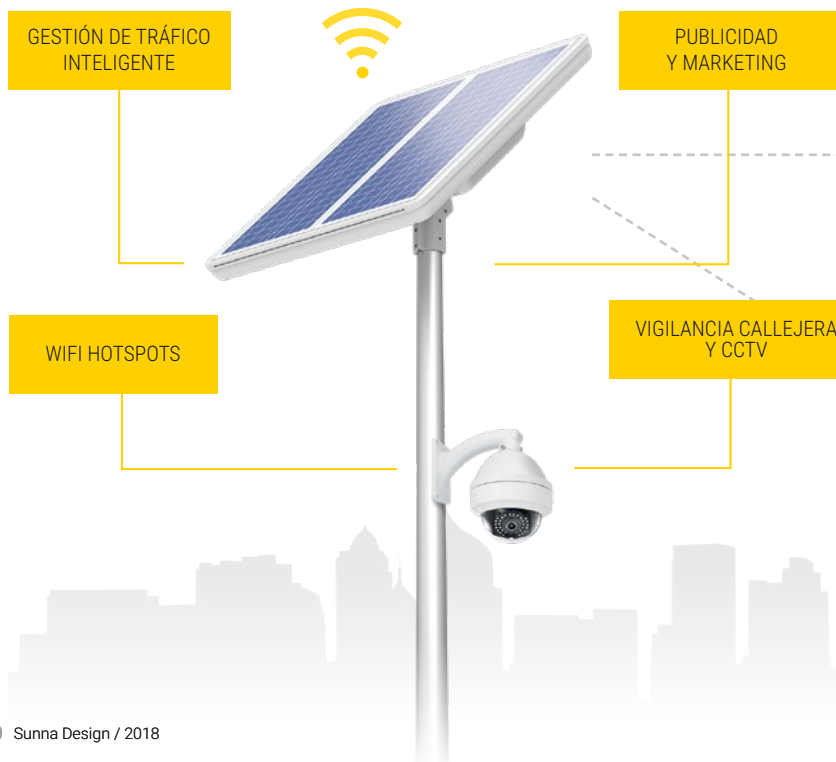 GESTIÓN DE TRÁFICO
INTELIGENTE
PUBLICIDAD
Y MARKETING
WIFI HOTSPOTS
VIGILANCIA CALLEJERA
Y CCTV
Sunna Design / 2018